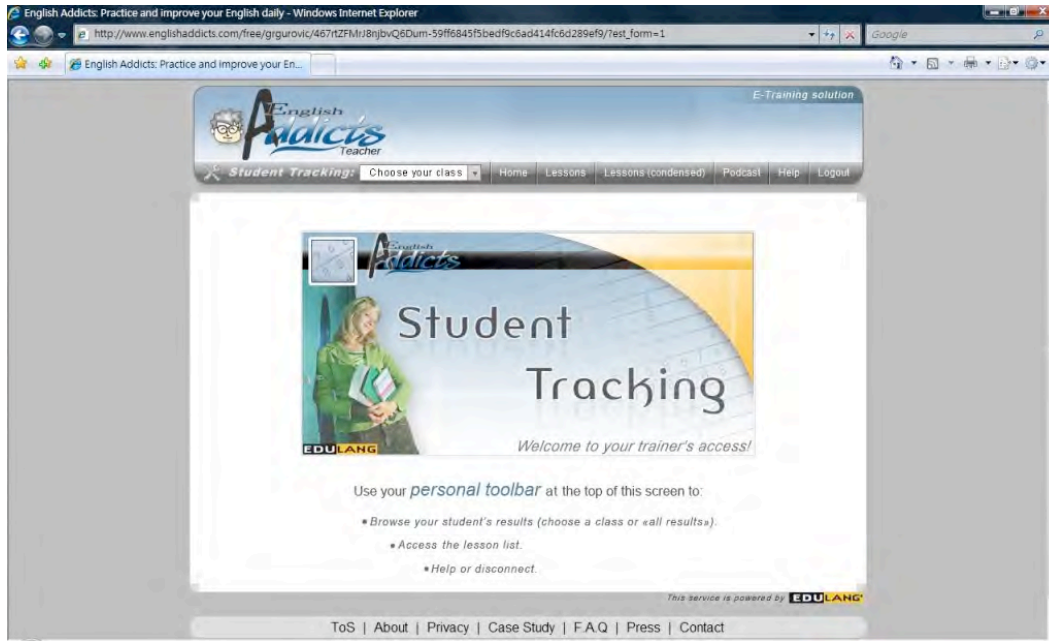 English Addicts: Practice and improve your English daily - Windows Internet Explorer
http://www.englishaddicts.com/free/grgurovic/467rtZFMrJ8njbvQ6Dum-59ff6845f5bedf9c6ad414fc6d289ef9/?est_form=1
Google
English Addicts: Practice and improve your En...
E-Training solution
English
Addicts
Teacher
Student Tracking: Choose your class Home Lessons Lessons (condensed) Podcast Help Logout
English
Addicts
Student
Tracking
EDULANG Welcome to your trainer's access!
Use your personal toolbar at the top of this screen to:
• Browse your student's results (choose a class or «all results»).
• Access the lesson list.
• Help or disconnect.
This service is powered by EDULANG
ToS | About | Privacy | Case Study | F.A.Q | Press | Contact